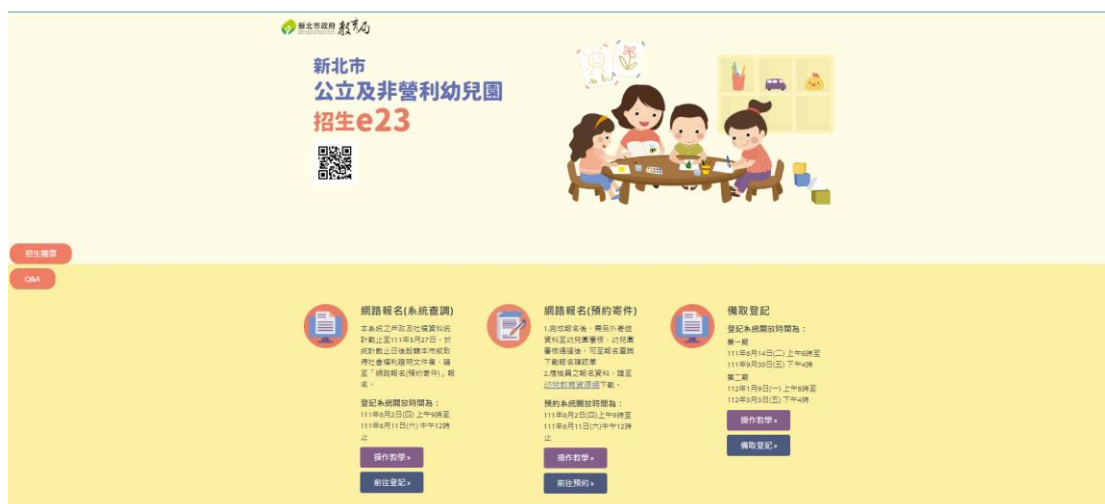 新北市政府 教育局
新北市
公立及非營利幼兒園
招生e23
招生簡章
Q&A
網路報名(系統查調)
本系統之戶政及社福資料統
計截止至111年3月27日，於
統計截止日後設籍本市或取
得社會福利證明文件者，請
至「網路報名(預約寄件)」報
名。
登記系統開放時間為：
111年6月2日(四) 上午9時至
111年6月11日(六) 中午12時
止
操作教學 »
前往登記 »
網路報名(預約寄件)
1.完成報名後，需另外寄送
資料至幼兒園審核，幼兒園
審核通過後，可至報名查詢
下載報名確認單
2.應檢具之報名資料，請至
幼兒教育資源網下載。
預約系統開放時間為：
111年6月2日(四) 上午9時至
111年6月11日(六)中午12時
止
操作教學 »
前往預約 »
備取登記
登記系統開放時間為：
第一期
111年6月14日(二) 上午8時至
111年9月30日(五) 下午4時
第二期
112年1月9日(一) 上午8時至
112年3月3日(五) 下午4時
操作教學 »
備取登記 »